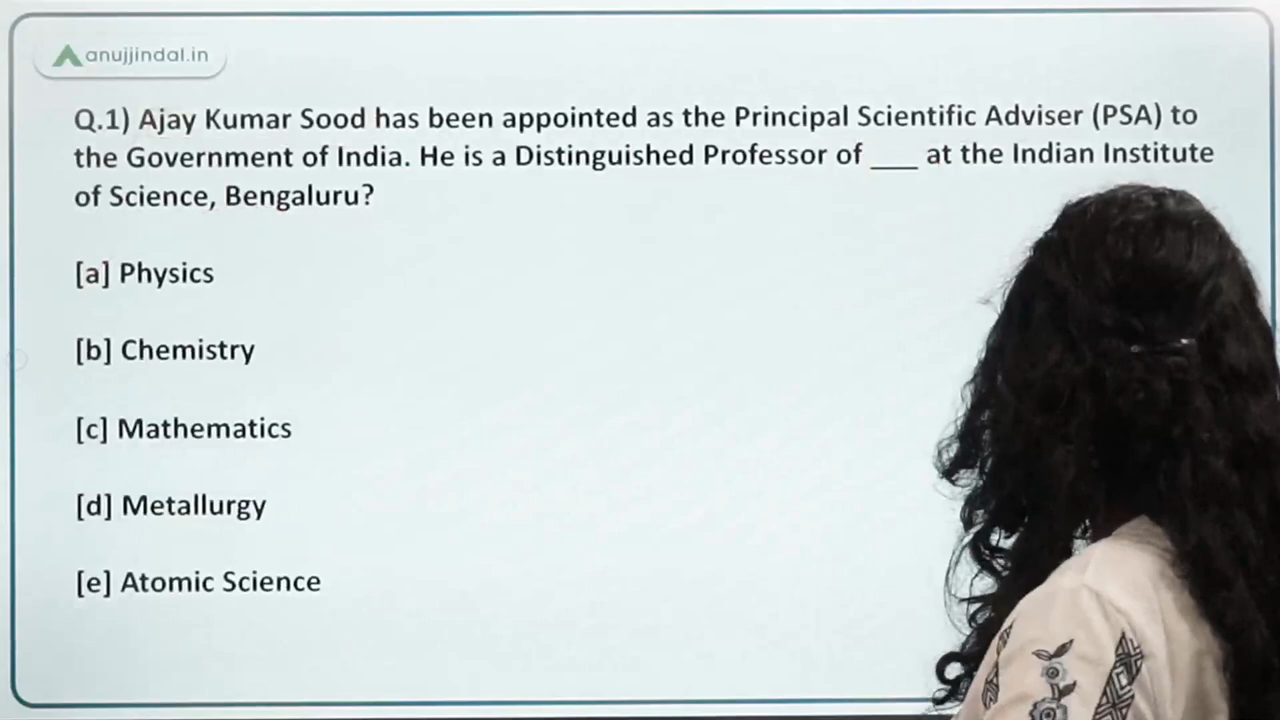 anujjindal.in
Q.1) Ajay Kumar Sood has been appointed as the Principal Scientific Adviser (PSA) to
the Government of India. He is a Distinguished Professor of ___ at the Indian Institute
of Science, Bengaluru?
[a] Physics
[b] Chemistry
[c] Mathematics
[d] Metallurgy
[e] Atomic Science